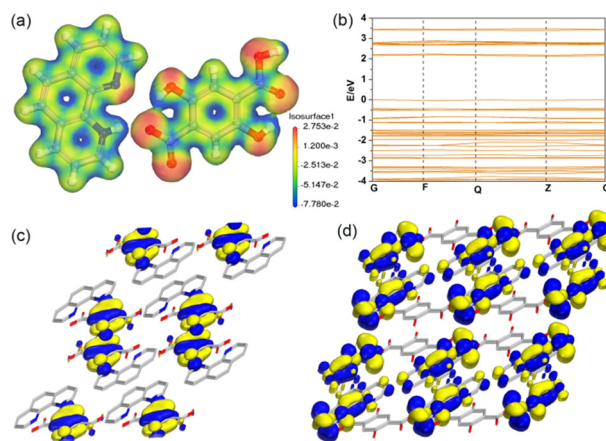 (a)
Isosurface1
2.753e-2
1.200e-3
-2.513e-2
-5.147e-2
-7.780e-2
(b)
E/eV
4
3
2
1
0
-1
-2
-3
-4
G F Q Z G
(c)
(d)